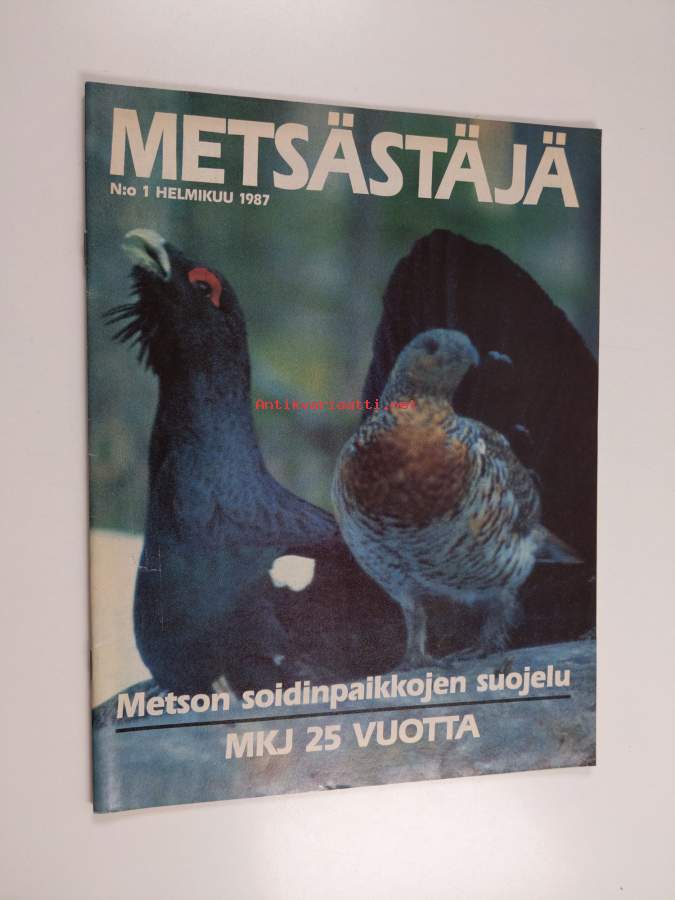 METSÄSTÄJÄ
N:o 1 HELMIKUU 1987
Antikvariaatti.net
Metson soidinpaikkojen suojelu
MKJ 25 VUOTTA